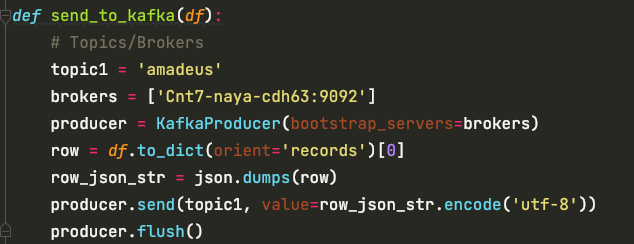 def send_to_kafka(df):
    # Topics/Brokers
    topic1 = 'amadeus'
    brokers = ['Cnt7-naya-cdh63:9092']
    producer = KafkaProducer(bootstrap_servers=brokers)
    row = df.to_dict(orient='records')[0]
    row_json_str = json.dumps(row)
    producer.send(topic1, value=row_json_str.encode('utf-8'))
    producer.flush()